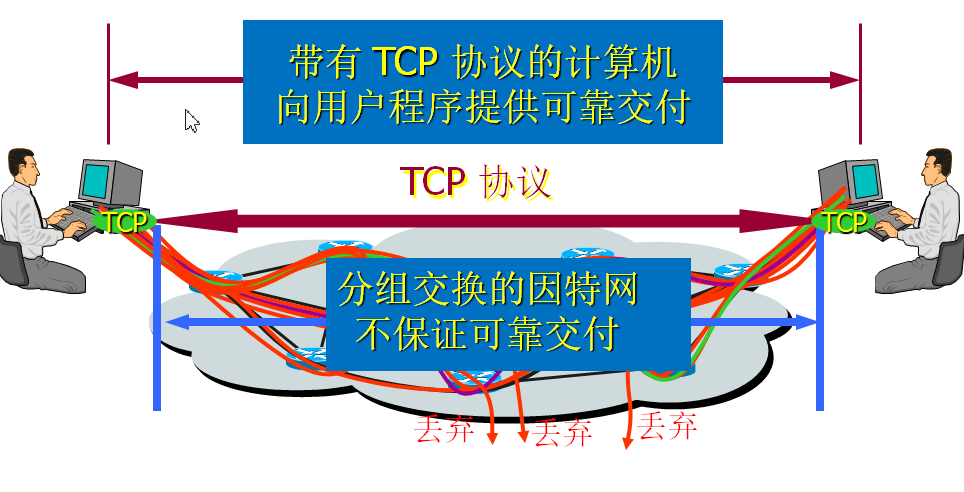 带有 TCP 协议的计算机
向用户程序提供可靠交付
TCP 协议
TCP
TCP
分组交换的因特网
不保证可靠交付
丢弃
丢弃
丢弃